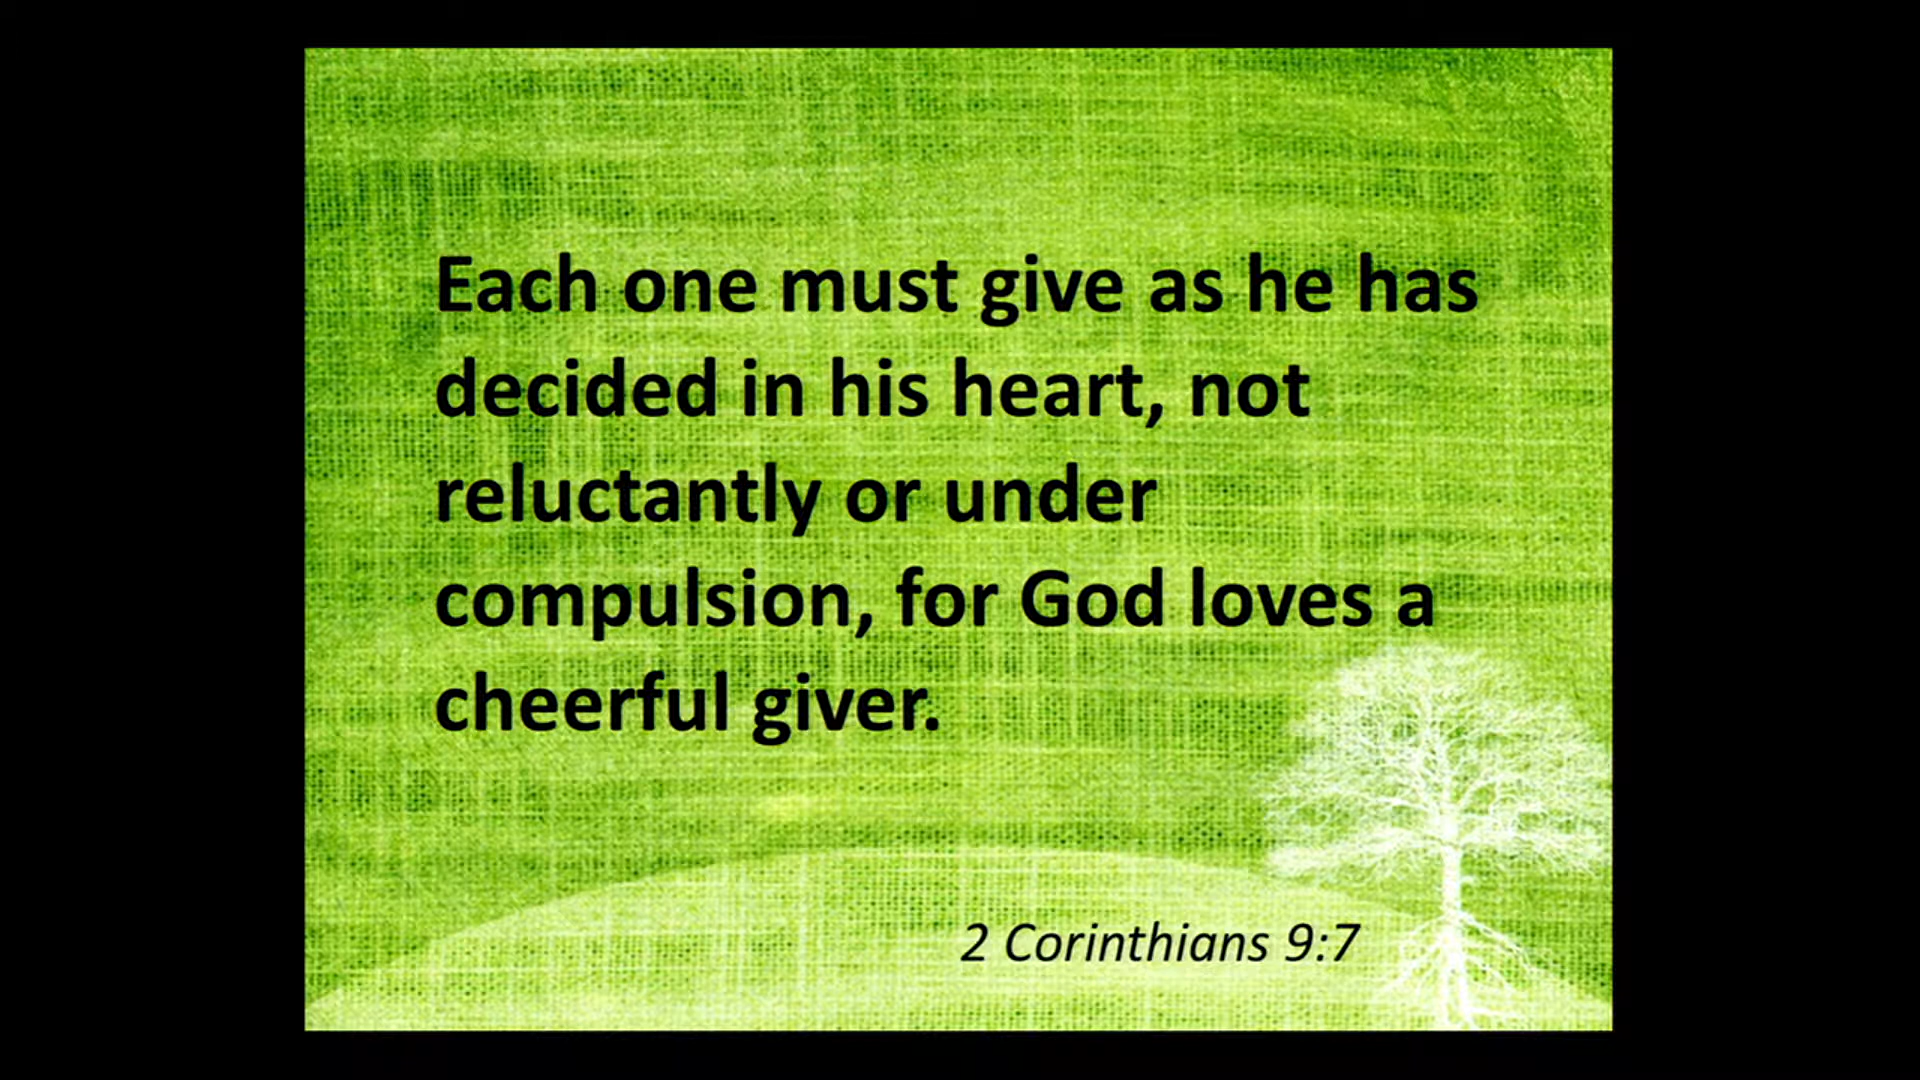 Each one must give as he has
decided in his heart, not
reluctantly or under
compulsion, for God loves a
cheerful giver.
2 Corinthians 9:7